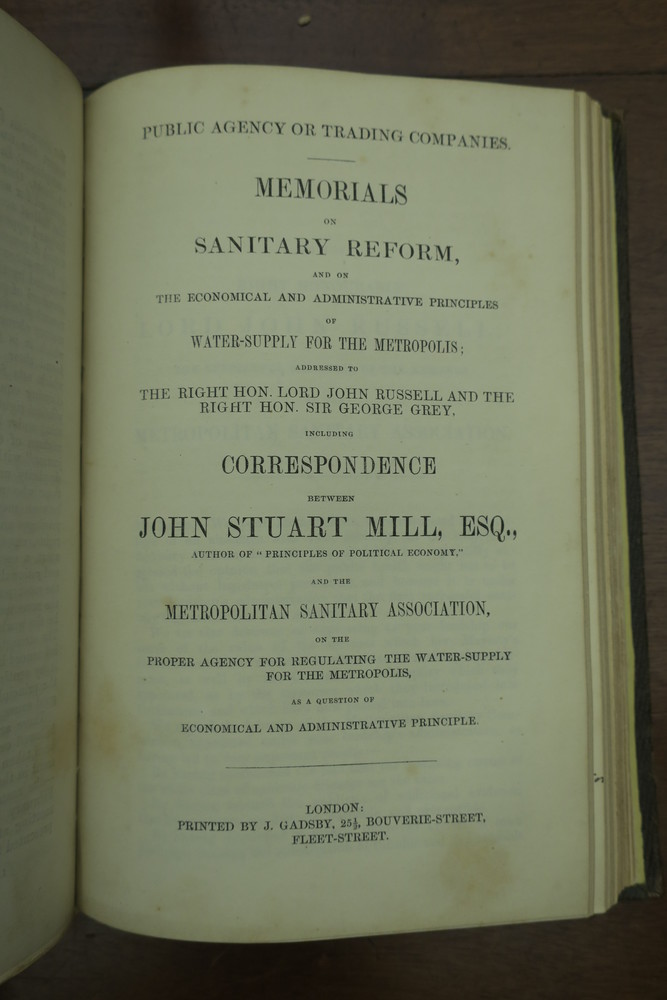 PUBLIC AGENCY OR TRADING COMPANIES.
MEMORIALS
ON
SANITARY REFORM,
AND ON
THE ECONOMICAL AND ADMINISTRATIVE PRINCIPLES
OF
WATER-SUPPLY FOR THE METROPOLIS;
ADDRESSED TO
THE RIGHT HON. LORD JOHN RUSSELL AND THE
RIGHT HON. SIR GEORGE GREY.
INCLUDING
CORRESPONDENCE
BETWEEN
JOHN STUART MILL, ESQ.,
AUTHOR OF "PRINCIPLES OF POLITICAL ECONOMY,"
AND THE
METROPOLITAN SANITARY ASSOCIATION,
ON THE
PROPER AGENCY FOR REGULATING THE WATER-SUPPLY
FOR THE METROPOLIS,
AS A QUESTION OF
ECONOMICAL AND ADMINISTRATIVE PRINCIPLE.
LONDON:
PRINTED BY J. GADSBY, 25½, BOUVERIE-STREET,
FLEET-STREET.